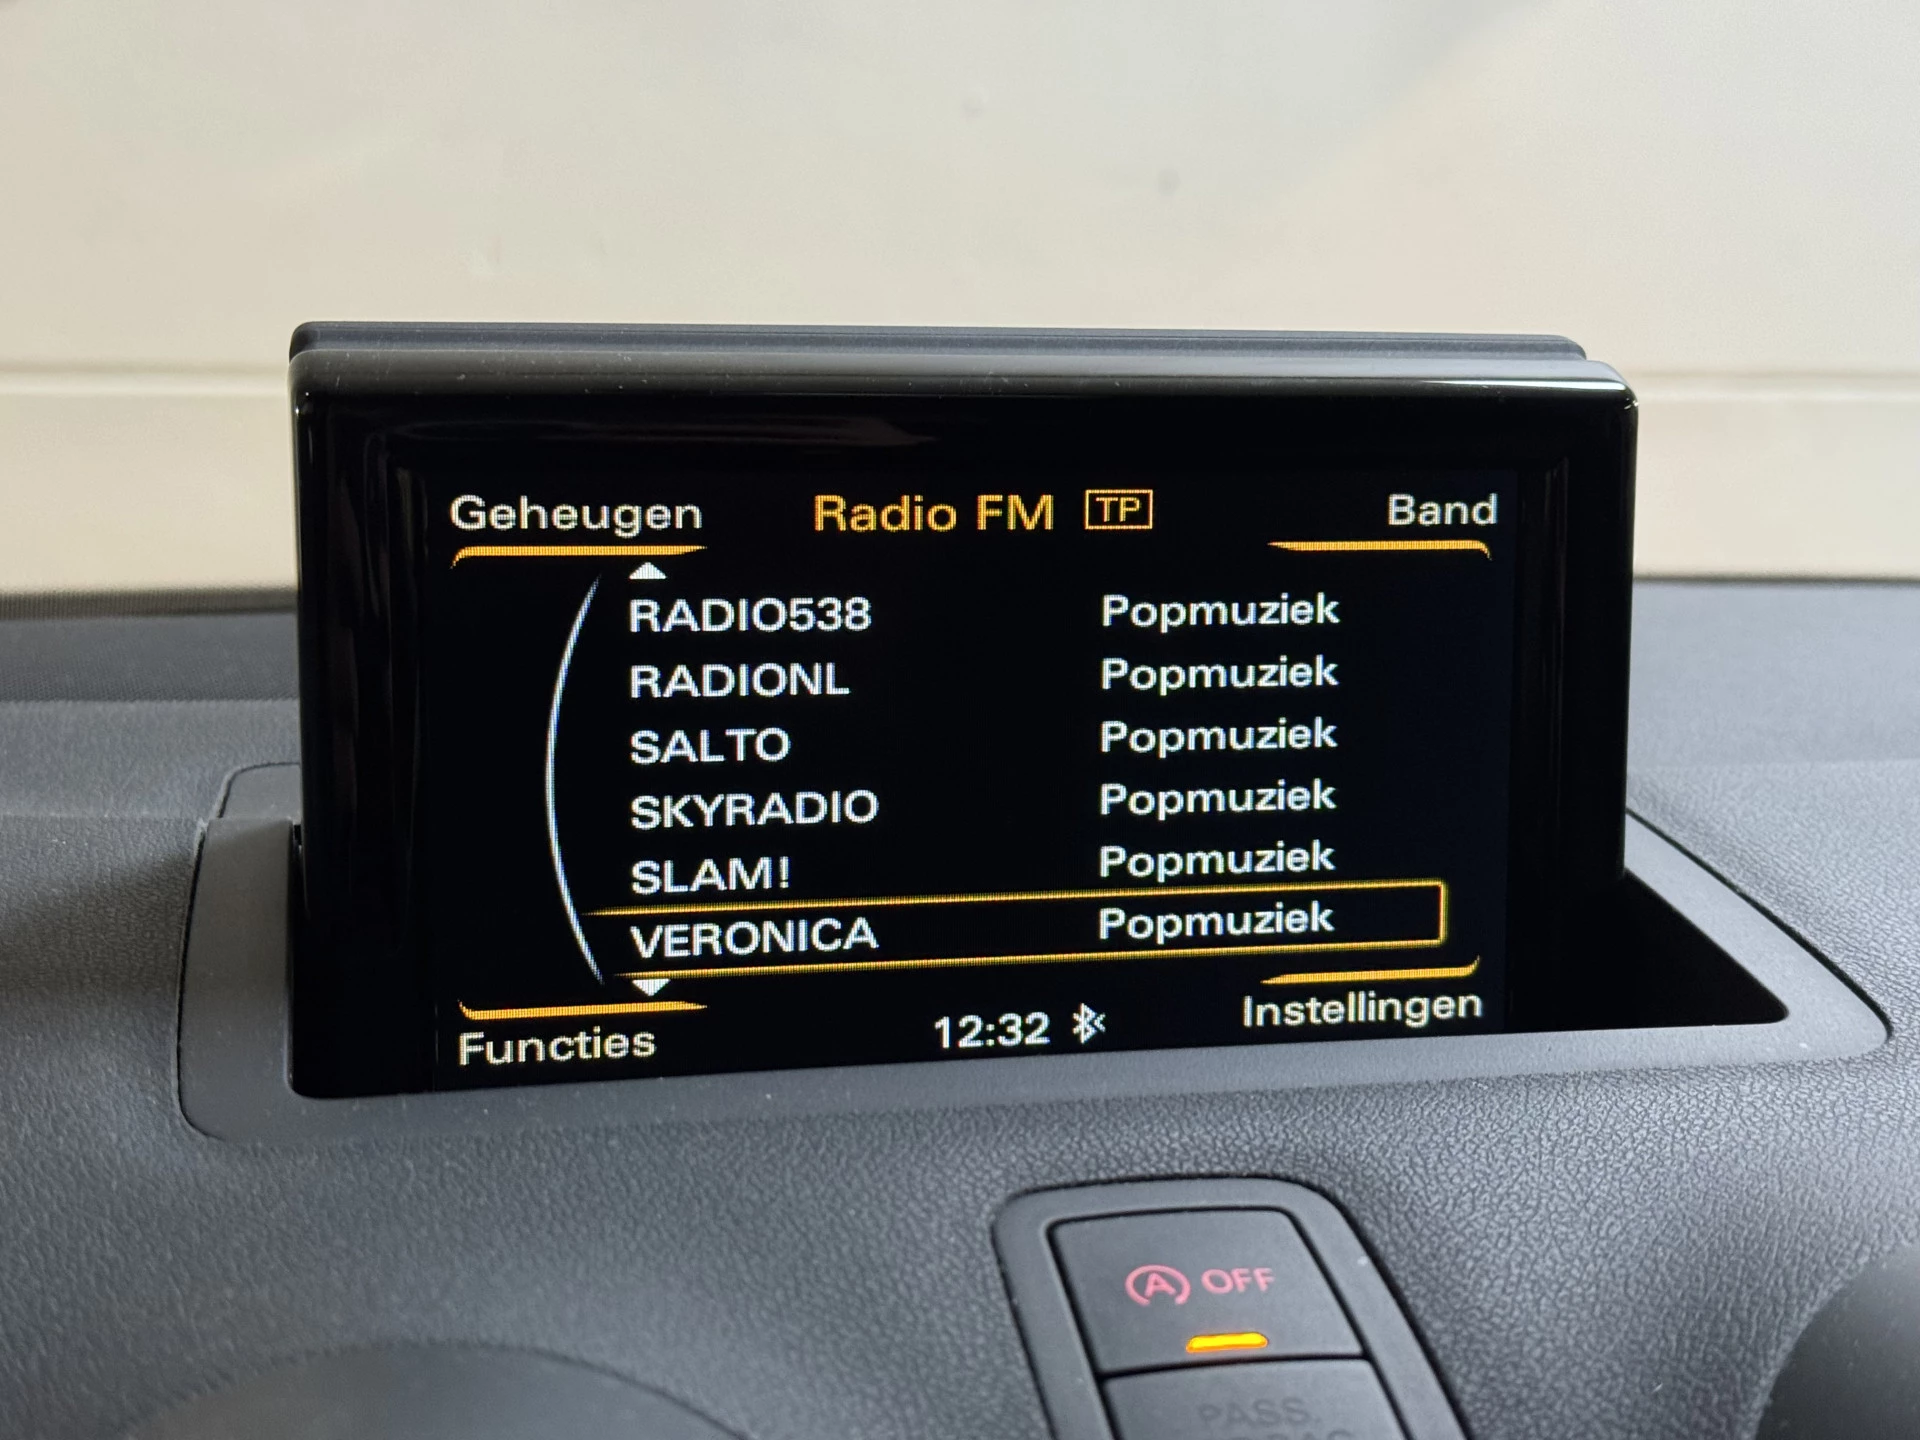 Geheugen Radio FM TP Band
RADIO538 Popmuziek
RADIONL Popmuziek
SALTO Popmuziek
SKYRADIO Popmuziek
SLAM! Popmuziek
VERONICA Popmuziek
Functies 12:32 Instellingen
A OFF
PASS.